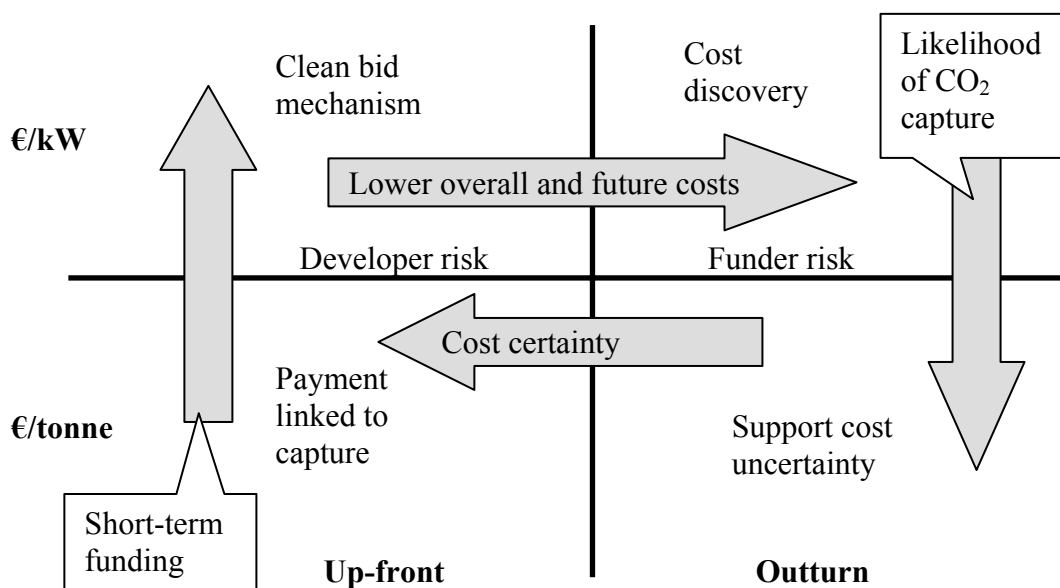 Clean bid
mechanism
Cost
discovery
Likelihood
of CO₂
capture
€/kW
Lower overall and future costs
Developer risk
Funder risk
Cost certainty
Payment
linked to
capture
€/tonne
Support cost
uncertainty
Short-term
funding
Up-front
Outturn